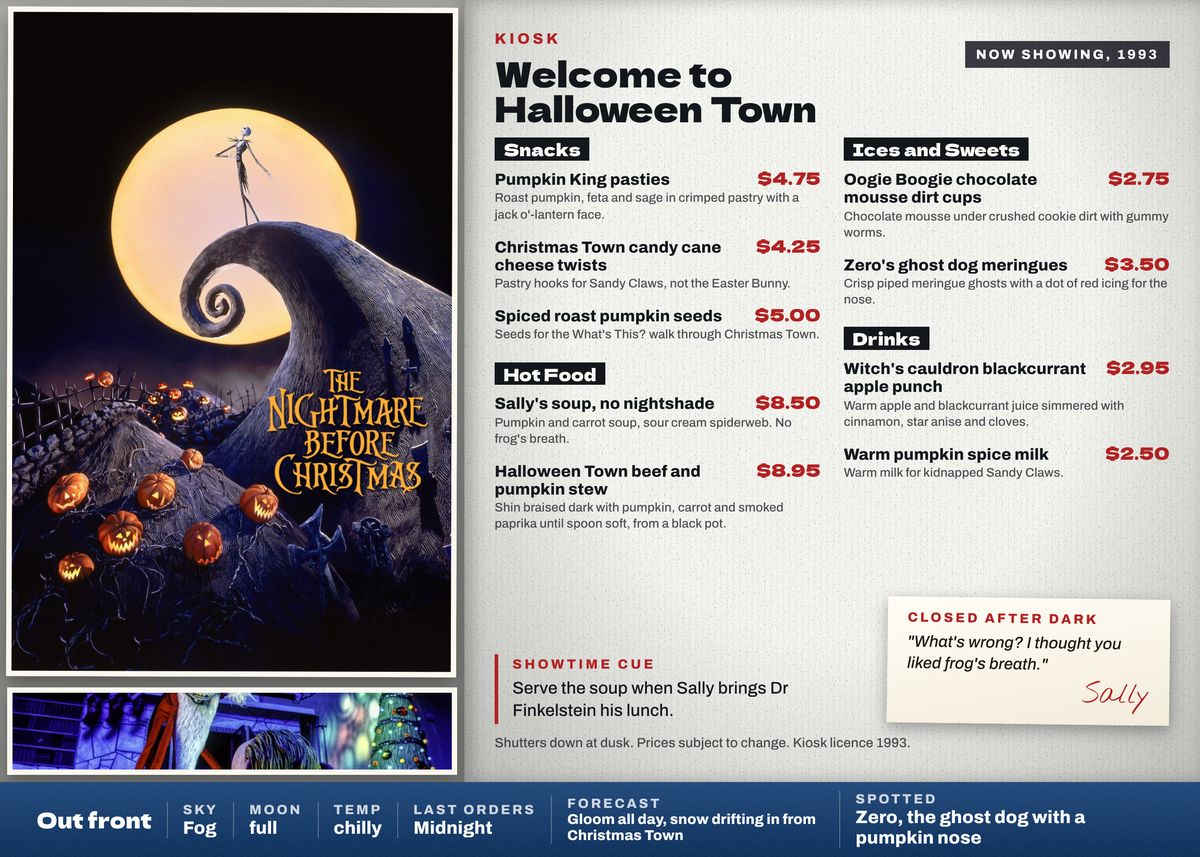 THE
NIGHTMARE
BEFORE
CHRISTMAS
KIOSK
NOW SHOWING, 1993
Welcome to
Halloween Town
Snacks
Pumpkin King pasties $4.75
Roast pumpkin, feta and sage in crimped pastry with a
jack o'-lantern face.
Christmas Town candy cane $4.25
cheese twists
Pastry hooks for Sandy Claws, not the Easter Bunny.
Spiced roast pumpkin seeds $5.00
Seeds for the What's This? walk through Christmas Town.
Hot Food
Sally's soup, no nightshade $8.50
Pumpkin and carrot soup, sour cream spiderweb. No
frog's breath.
Halloween Town beef and $8.95
pumpkin stew
Shin braised dark with pumpkin, carrot and smoked
paprika until spoon soft, from a black pot.
Ices and Sweets
Oogie Boogie chocolate $2.75
mousse dirt cups
Chocolate mousse under crushed cookie dirt with gummy
worms.
Zero's ghost dog meringues $3.50
Crisp piped meringue ghosts with a dot of red icing for the
nose.
Drinks
Witch's cauldron blackcurrant $2.95
apple punch
Warm apple and blackcurrant juice simmered with
cinnamon, star anise and cloves.
Warm pumpkin spice milk $2.50
Warm milk for kidnapped Sandy Claws.
SHOWTIME CUE
Serve the soup when Sally brings Dr
Finkelstein his lunch.
CLOSED AFTER DARK
"What's wrong? I thought you
liked frog's breath."
Sally
Shutters down at dusk. Prices subject to change. Kiosk licence 1993.
Out front
SKY
Fog
MOON
full
TEMP
chilly
LAST ORDERS
Midnight
FORECAST
Gloom all day, snow drifting in from
Christmas Town
SPOTTED
Zero, the ghost dog with a
pumpkin nose